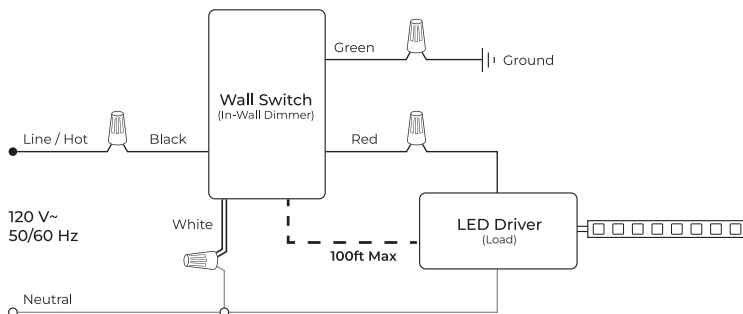 Green
Ground
Wall Switch
(In-Wall Dimmer)
Line / Hot
Black
Red
White
120 V~
50/60 Hz
LED Driver
(Load)
100ft Max
Neutral